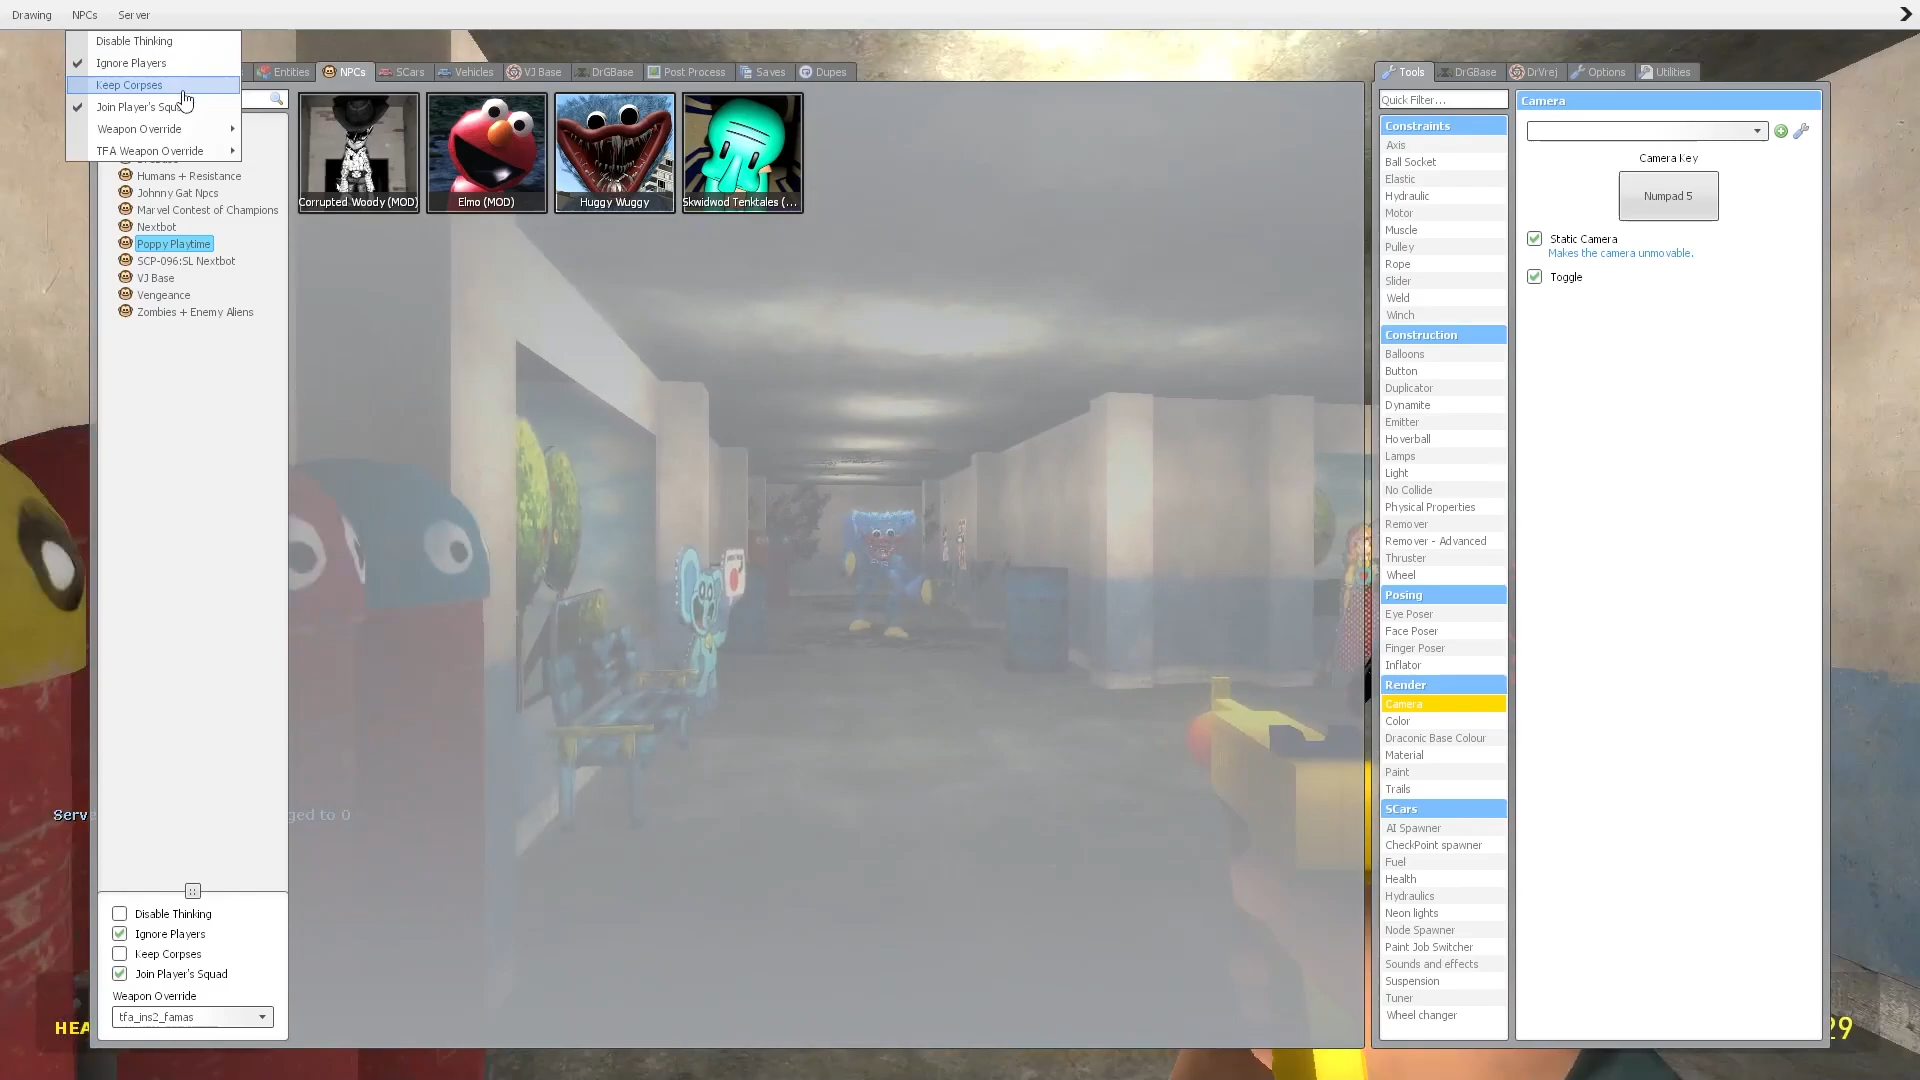 Drawing NPCs Server
Disable Thinking
Ignore Players
Keep Corpses
Join Player's Squ
Weapon Override
TFA Weapon Override
Entities NPCs SCars Vehicles VJ Base DrGBase Post Process Saves Dupes
Humans + Resistance
Johnny Gat Npcs
Marvel Contest of Champions
Nextbot
Poppy Playtime
SCP-096:SL Nextbot
VJ Base
Vengeance
Zombies + Enemy Aliens
Corrupted Woody (MOD) Elmo (MOD) Huggy Wuggy Skwidwod Tenktales (...
Serve
ged to 0
Disable Thinking
Ignore Players
Keep Corpses
Join Player's Squad
Weapon Override
tfa_ins2_famas
HEA
Tools DrGBase DrVrej Options Utilities
Quick Filter...
Constraints
Axis
Ball Socket
Elastic
Hydraulic
Motor
Muscle
Pulley
Rope
Slider
Weld
Winch
Construction
Balloons
Button
Duplicator
Dynamite
Emitter
Hoverball
Lamps
Light
No Collide
Physical Properties
Remover
Remover - Advanced
Thruster
Wheel
Posing
Eye Poser
Face Poser
Finger Poser
Inflator
Render
Camera
Color
Draconic Base Colour
Material
Paint
Trails
SCars
AI Spawner
CheckPoint spawner
Fuel
Health
Hydraulics
Neon lights
Node Spawner
Paint Job Switcher
Sounds and effects
Suspension
Tuner
Wheel changer
Camera
Camera Key
Numpad 5
Static Camera
Makes the camera unmovable.
Toggle
29